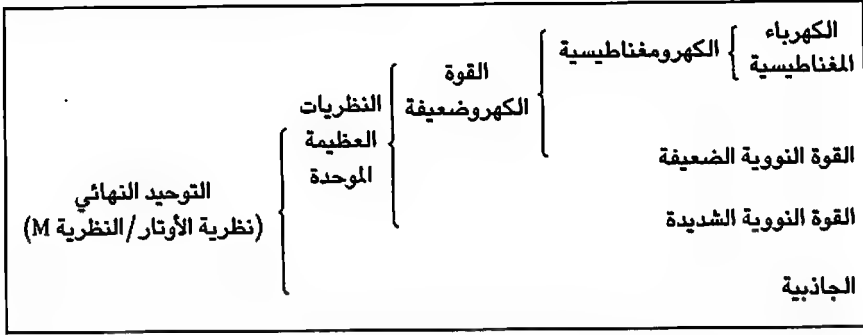 الكهرباء
المغناطيسية
الكهرومغناطيسية
القوة
الكهروضعيفة
النظريات
العظيمة
الموحدة
القوة النووية الضعيفة
التوحيد النهائي
(نظرية الأوتار/النظرية M)
القوة النووية الشديدة
الجاذبية